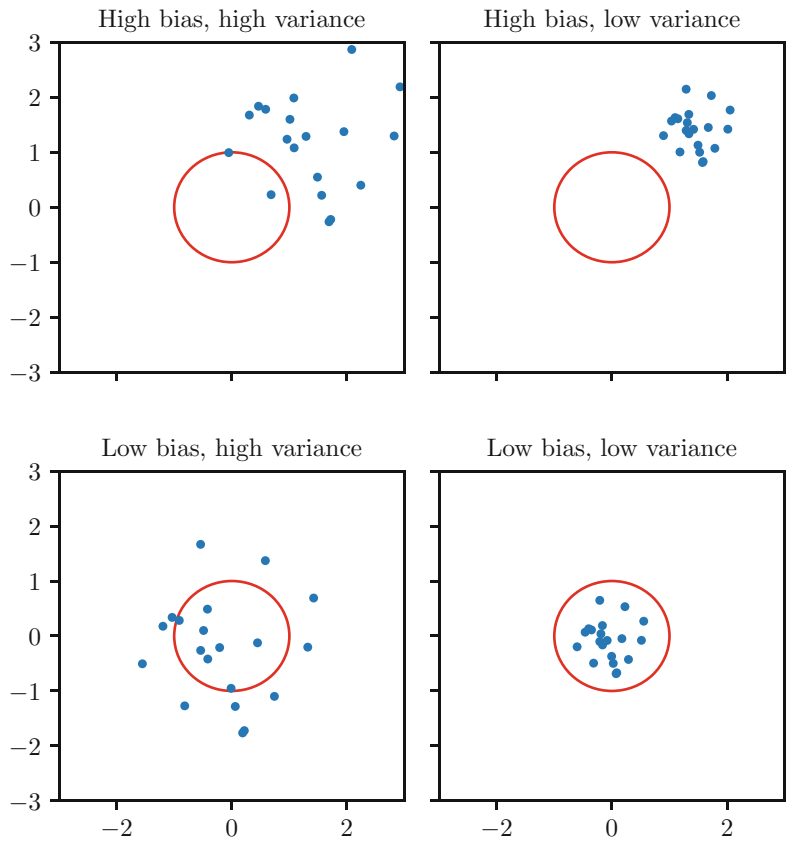 High bias, high variance
High bias, low variance
3
2
1
0
−1
−2
−3
Low bias, high variance
Low bias, low variance
3
2
1
0
−1
−2
−3
−2 0 2
−2 0 2